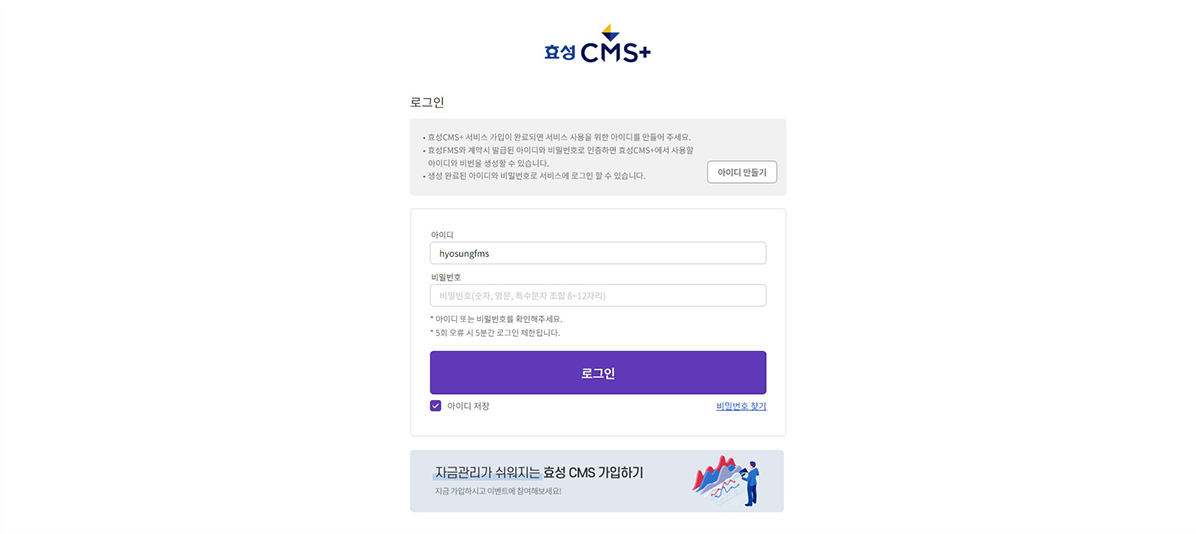 효성 CMS+
로그인
• 효성CMS+ 서비스 가입이 완료되면 서비스 사용을 위한 아이디를 만들어 주세요.
• 효성FMS와 계약시 발급된 아이디와 비밀번호로 인증하면 효성CMS+에서 사용할
아이디와 비번을 생성할 수 있습니다.
• 생성 완료된 아이디와 비밀번호로 서비스에 로그인 할 수 있습니다.
아이디 만들기
아이디
hyosungfms
비밀번호
비밀번호(숫자, 영문, 특수문자 조합 8~12자리)
* 아이디 또는 비밀번호를 확인해주세요.
* 5회 오류 시 5분간 로그인 제한됩니다.
로그인
아이디 저장
비밀번호 찾기
자금관리가 쉬워지는 효성 CMS 가입하기
지금 가입하시고 이벤트에 참여해보세요!